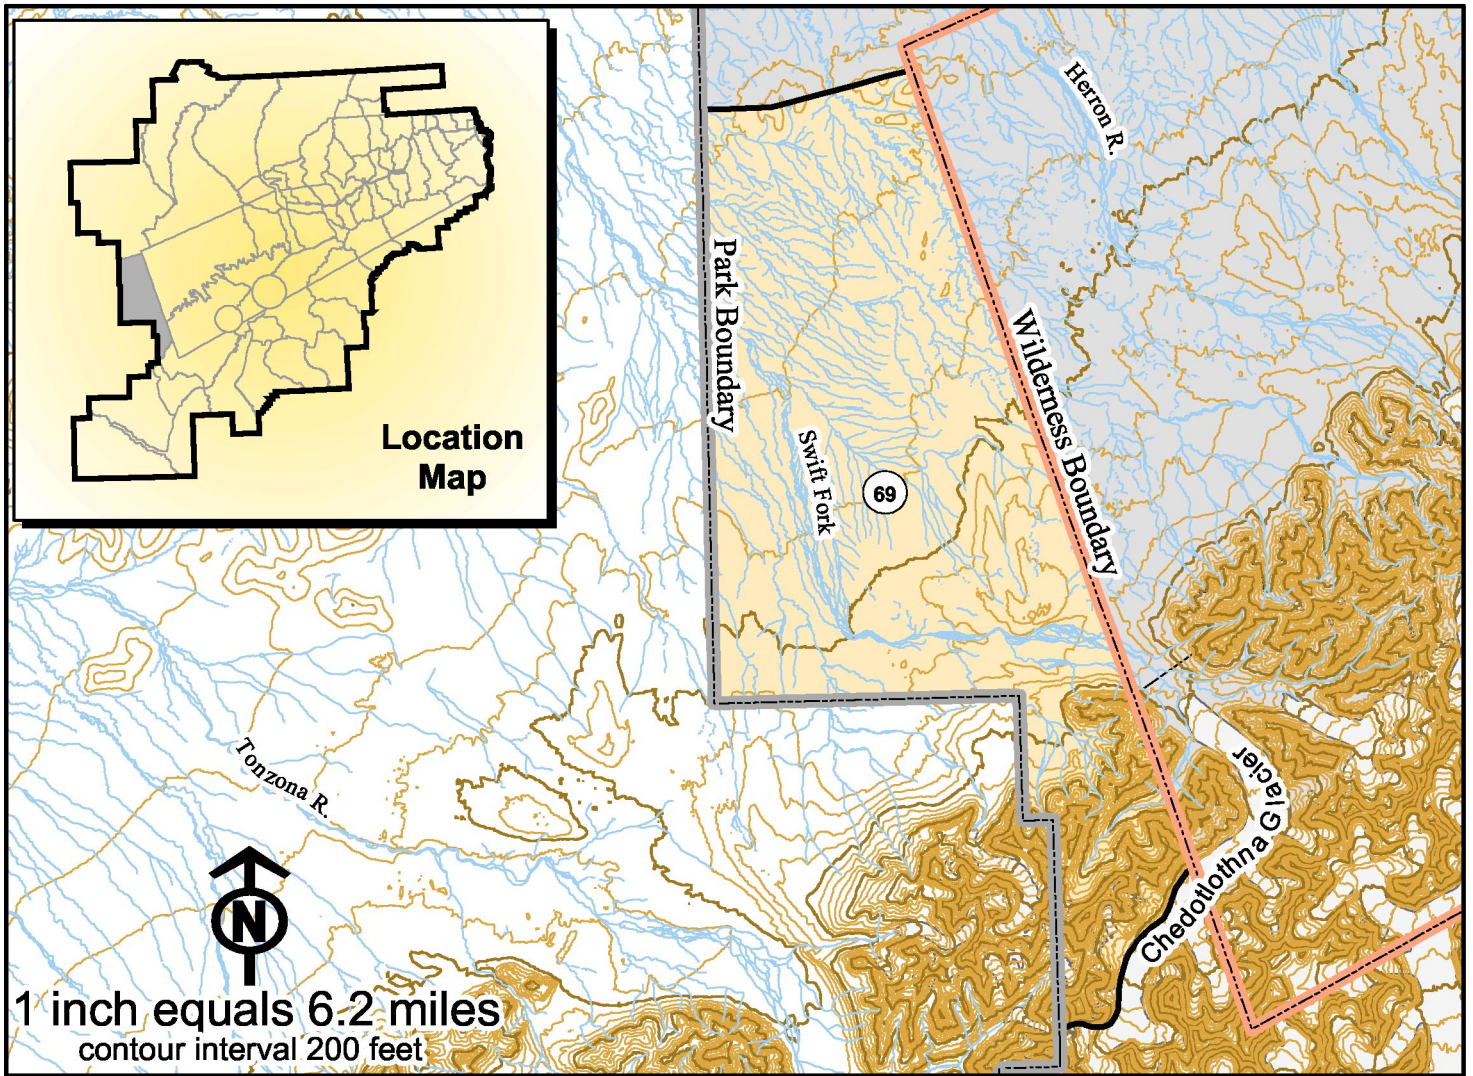 Location
Map
Herron R.
Park Boundary
Wilderness Boundary
Swift Fork
69
Tonzona R.
Chedotlothna Glacier
N
1 inch equals 6.2 miles
contour interval 200 feet